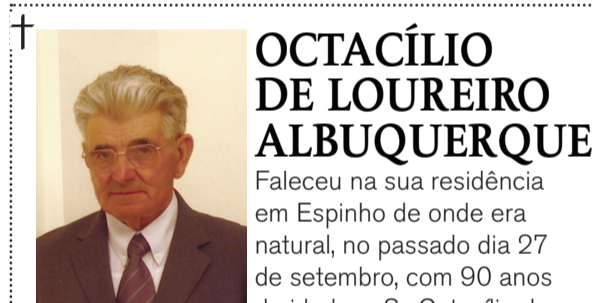 OCTACÍLIO
DE LOUREIRO
ALBUQUERQUE
Faleceu na sua residência
em Espinho de onde era
natural, no passado dia 27
de setembro, com 90 anos